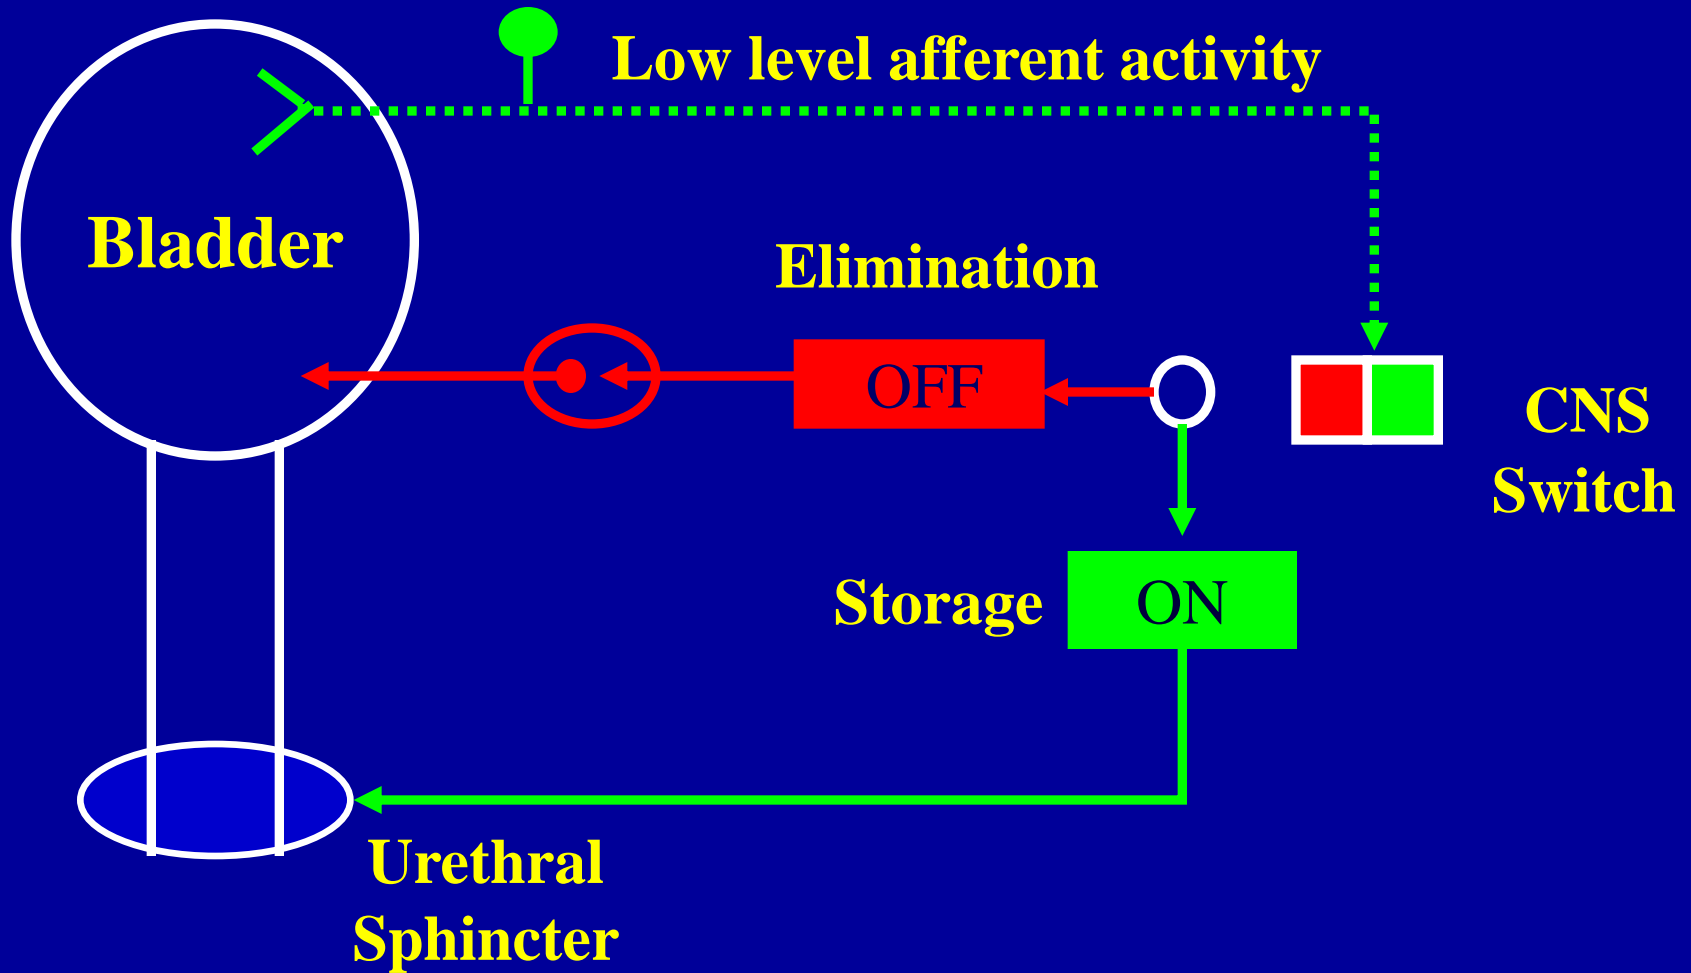 Low level afferent activity
Bladder
Elimination
OFF
CNS
Switch
Storage
ON
Urethral
Sphincter